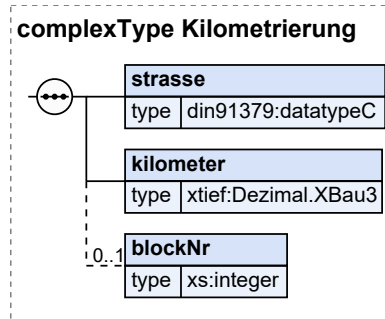 complexType Kilometrierung
strasse
type din91379:datatypeC
kilometer
type xtief:Dezimal.XBau3
0..1 blockNr
type xs:integer